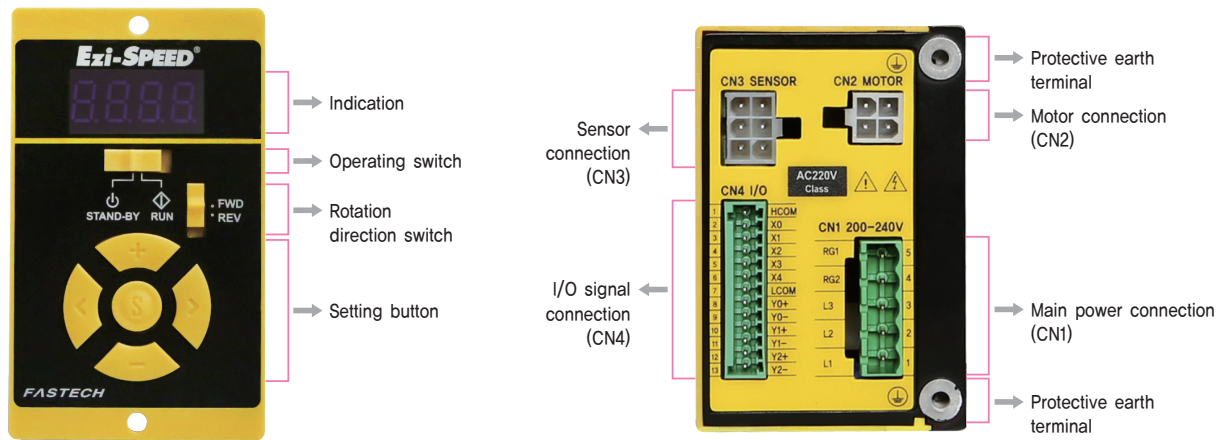 Ezi-SPEED®
8.8.8.8
STAND-BY
RUN
. FWD
• REV
+
<
S
>
−
FASTECH
Indication
Operating switch
Rotation
direction switch
Setting button
Sensor
connection
(CN3)
I/O signal
connection
(CN4)
CN3 SENSOR
CN2 MOTOR
AC220V
Class
CN4 I/O
1 HCOM
2 X0
3 X1
4 X2
5 X3
6 X4
7 LCOM
8 Y0+
9 Y0−
10 Y1+
11 Y1−
12 Y2+
13 Y2−
CN1 200-240V
RG1 5
RG2 4
L3 3
L2 2
L1 1
Protective earth
terminal
Motor connection
(CN2)
Main power connection
(CN1)
Protective earth
terminal